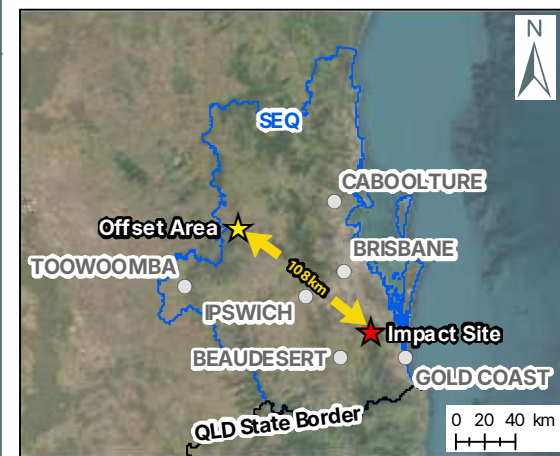 N
SEQ
CABOOLTURE
Offset Area
BRISBANE
TOOWOOMBA
108km
IPSWICH
Impact Site
BEAUDESERT
GOLD COAST
QLD State Border
0 20 40 km